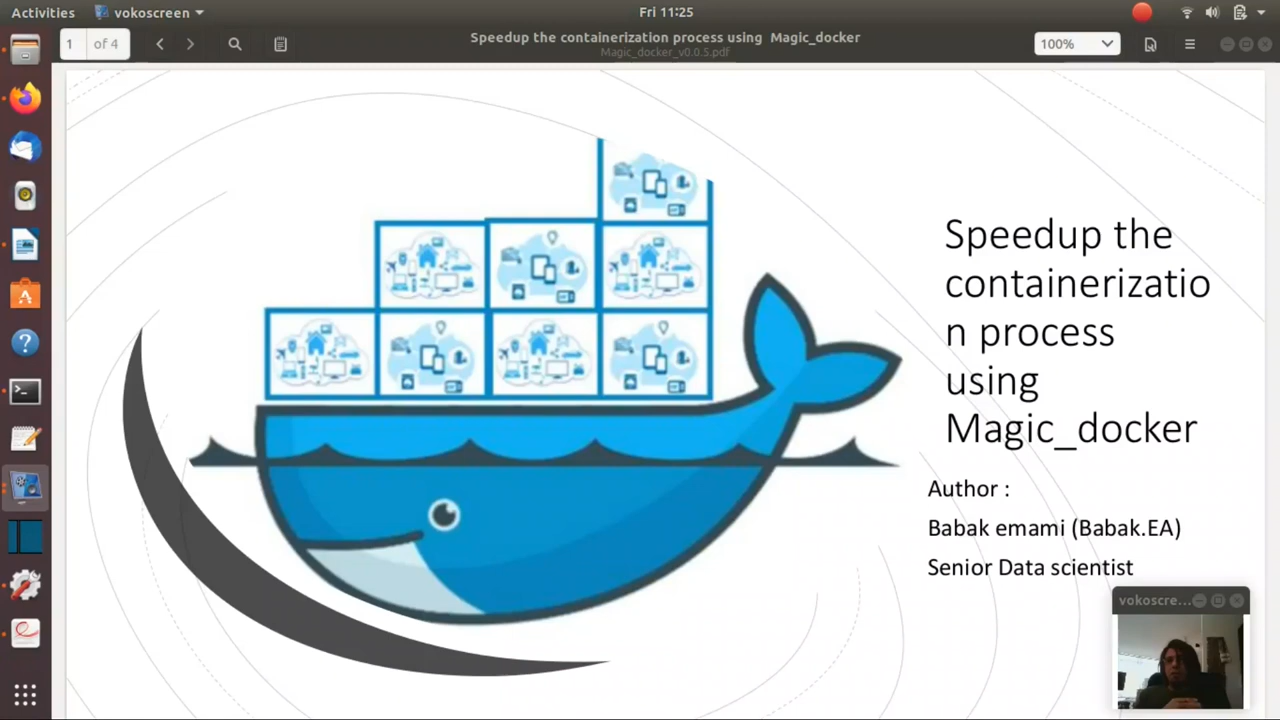 Activities
vokoscreen
Fri 11:25
1
of 4
Speedup the containerization process using Magic_docker
Magic_docker_v0.0.5.pdf
100%
Speedup the
containerizatio
n process
using
Magic_docker
Author :
Babak emami (Babak.EA)
Senior Data scientist
vokoscre...